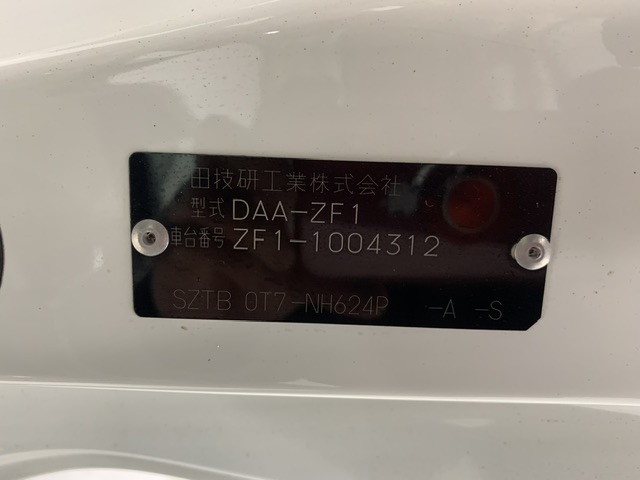 田技研工業株式会社
型式 DAA-ZF1
車台番号 ZF1-1004312
SZTB 0T7-NH624P -A -S